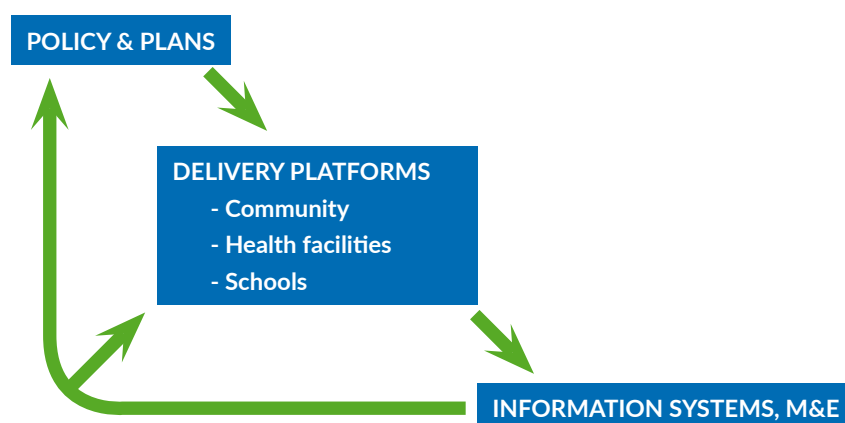 POLICY & PLANS
DELIVERY PLATFORMS
- Community
- Health facilities
- Schools
INFORMATION SYSTEMS, M&E